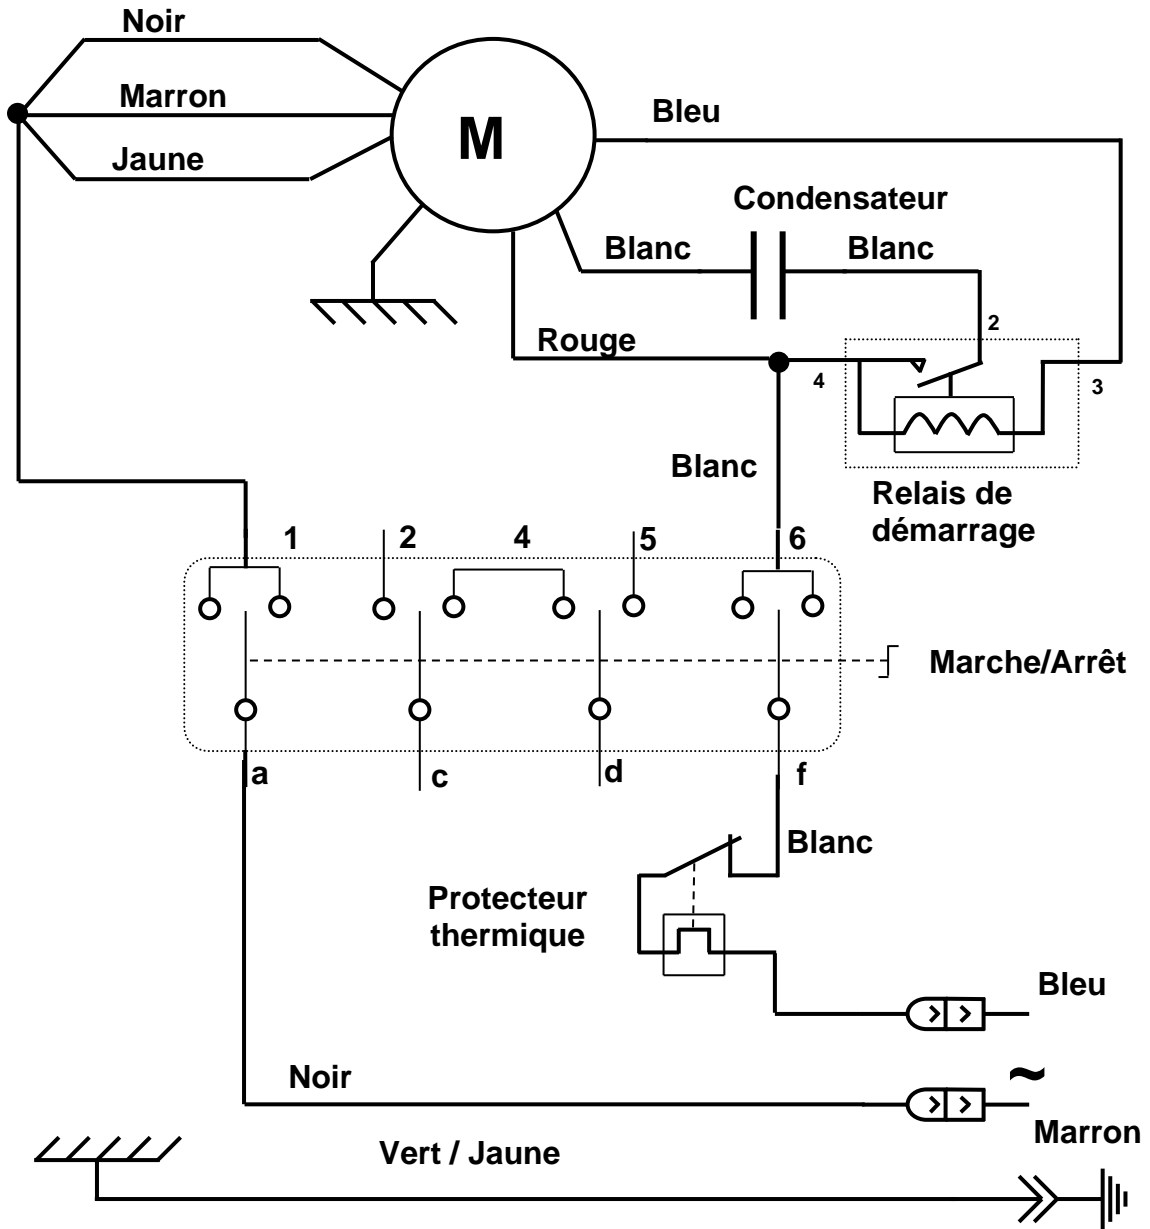 Noir
Marron
Jaune
M
Bleu
Condensateur
Blanc
Blanc
2
Rouge
4
3
Blanc
Relais de
démarrage
1
2
4
5
6
Marche/Arrêt
a
c
d
f
Blanc
Protecteur
thermique
Bleu
Noir
~
Marron
Vert / Jaune